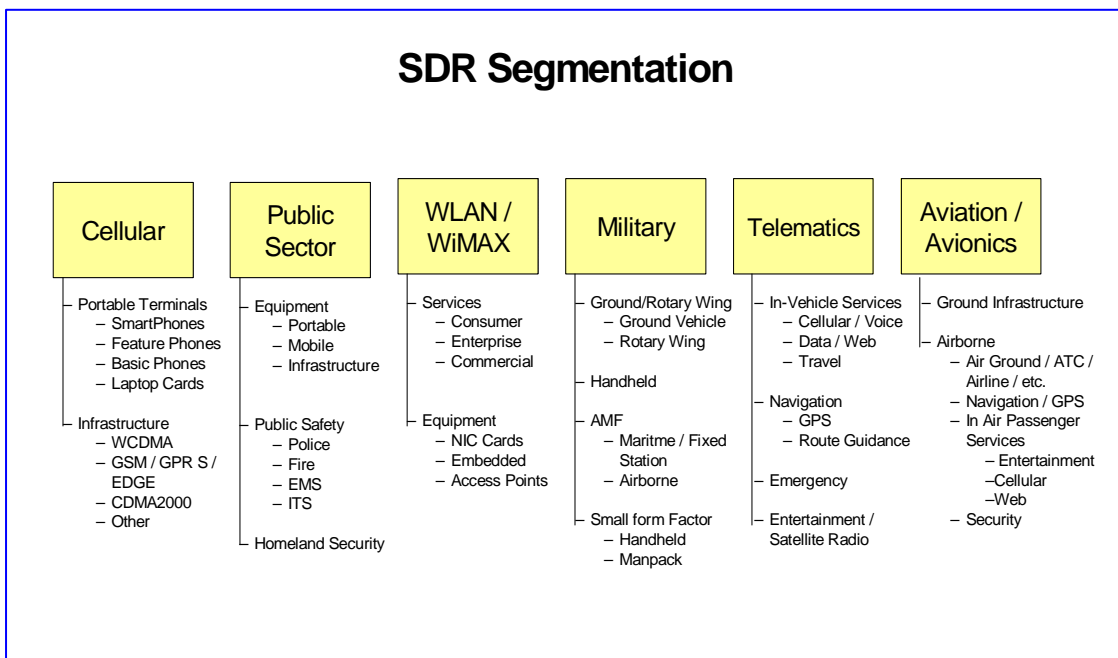 SDR Segmentation
Cellular
– Portable Terminals
– SmartPhones
– Feature Phones
– Basic Phones
– Laptop Cards
– Infrastructure
– WCDMA
– GSM / GPR S /
EDGE
– CDMA2000
– Other
Public
Sector
– Equipment
– Portable
– Mobile
– Infrastructure
– Public Safety
– Police
– Fire
– EMS
– ITS
– Homeland Security
WLAN /
WiMAX
– Services
– Consumer
– Enterprise
– Commercial
– Equipment
– NIC Cards
– Embedded
– Access Points
Military
– Ground/Rotary Wing
– Ground Vehicle
– Rotary Wing
– Handheld
– AMF
– Maritme / Fixed
Station
– Airborne
– Small form Factor
– Handheld
– Manpack
Telematics
– In-Vehicle Services
– Cellular / Voice
– Data / Web
– Travel
– Navigation
– GPS
– Route Guidance
– Emergency
– Entertainment /
Satellite Radio
Aviation /
Avionics
– Ground Infrastructure
– Airborne
– Air Ground / ATC /
Airline / etc.
– Navigation / GPS
– In Air Passenger
Services
– Entertainment
–Cellular
–Web
– Security